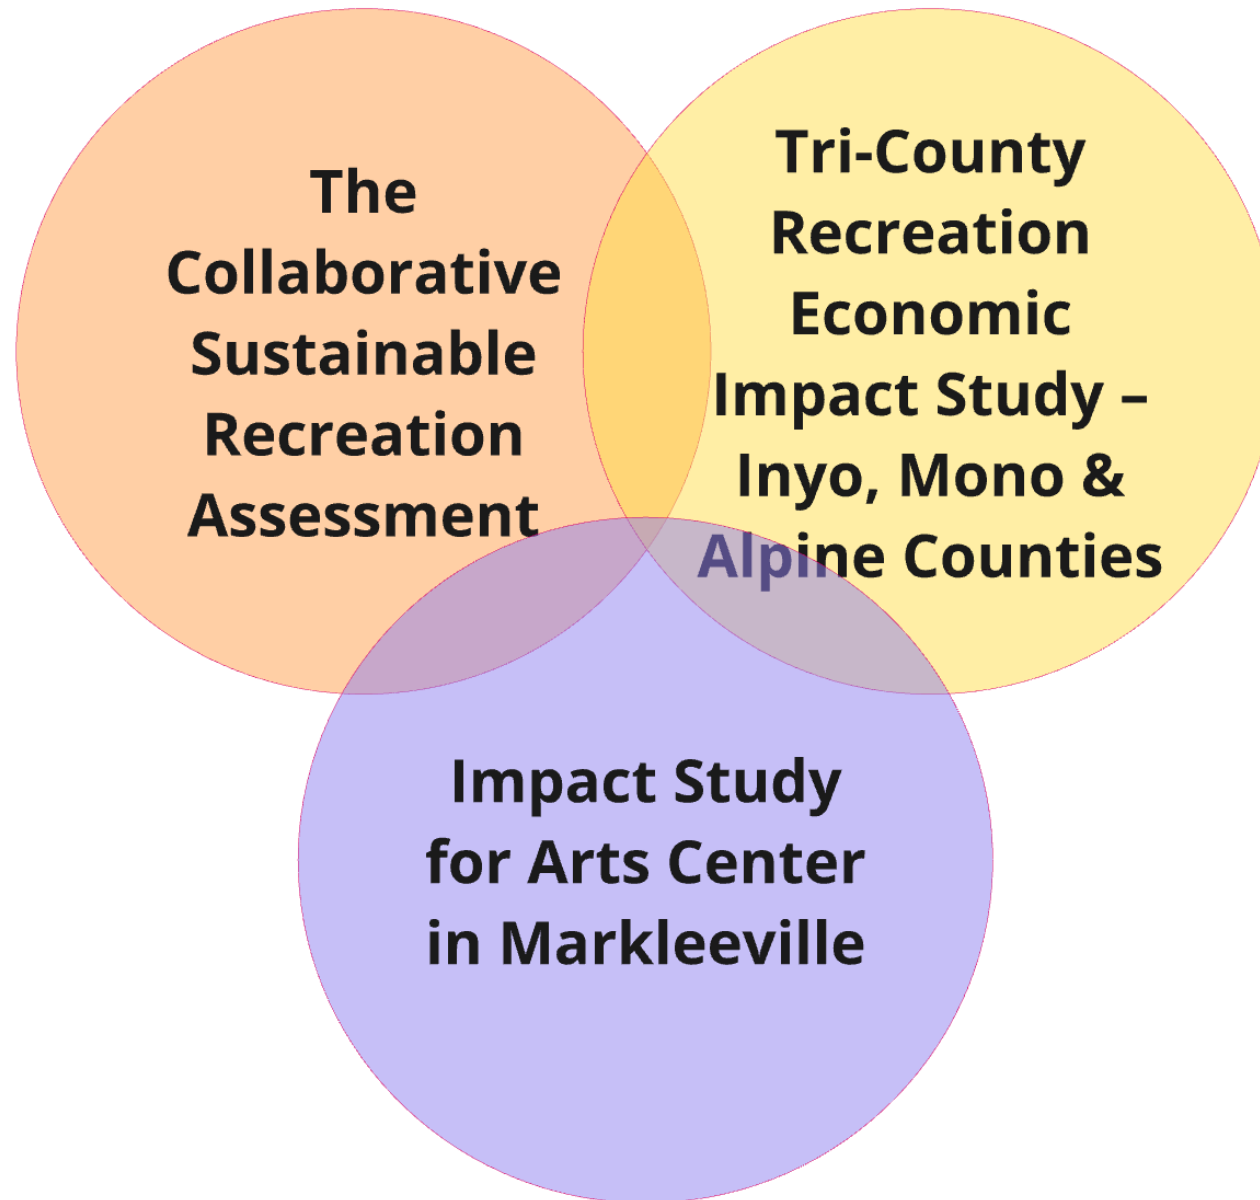 The
Collaborative
Sustainable
Recreation
Assessment
Tri-County
Recreation
Economic
Impact Study –
Inyo, Mono &
Alpine Counties
Impact Study
for Arts Center
in Markleeville